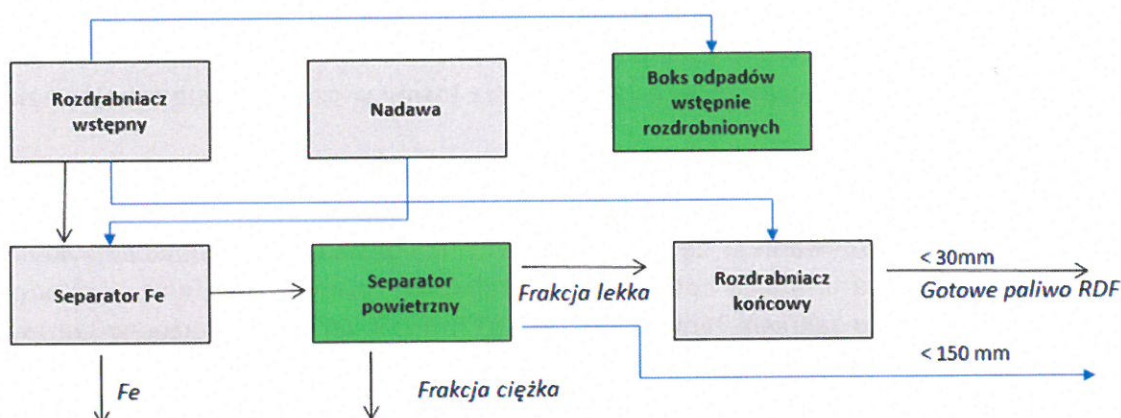 Rozdrabniacz
wstępny
Nadawa
Boks odpadów
wstępnie
rozdrobnionych
Separator Fe
Separator
powietrzny
Frakcja lekka
Rozdrabniacz
końcowy
< 30mm
Gotowe paliwo RDF
< 150 mm
Fe
Frakcja ciężka